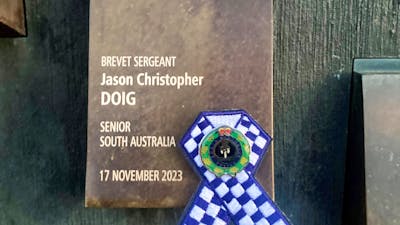 BREVET SERGEANT
Jason Christopher
DOIG
SENIOR
SOUTH AUSTRALIA
17 NOVEMBER 2023